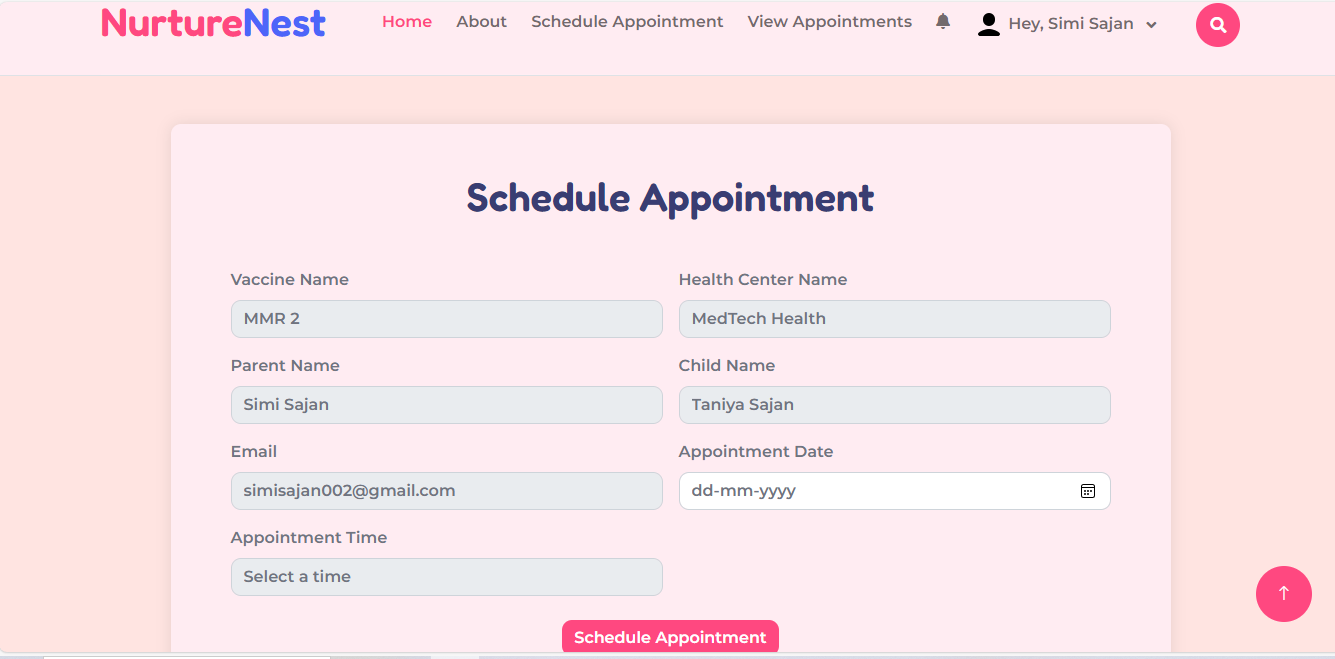 NurtureNest Home About Schedule Appointment View Appointments Hey, Simi Sajan
Schedule Appointment
Vaccine Name Health Center Name
MMR 2 MedTech Health
Parent Name Child Name
Simi Sajan Taniya Sajan
Email Appointment Date
simisajan002@gmail.com dd-mm-yyyy
Appointment Time
Select a time
Schedule Appointment